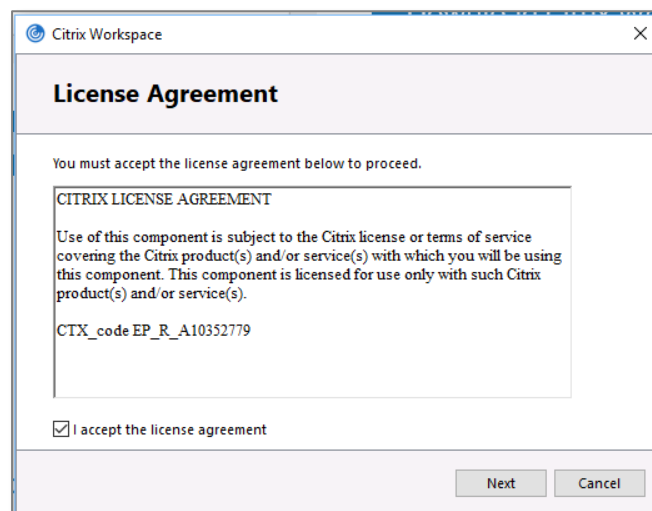 Citrix Workspace
License Agreement
You must accept the license agreement below to proceed.
CITRIX LICENSE AGREEMENT
Use of this component is subject to the Citrix license or terms of service
covering the Citrix product(s) and/or service(s) with which you will be using
this component. This component is licensed for use only with such Citrix
product(s) and/or service(s).
CTX_code EP_R_A10352779
I accept the license agreement
Next
Cancel